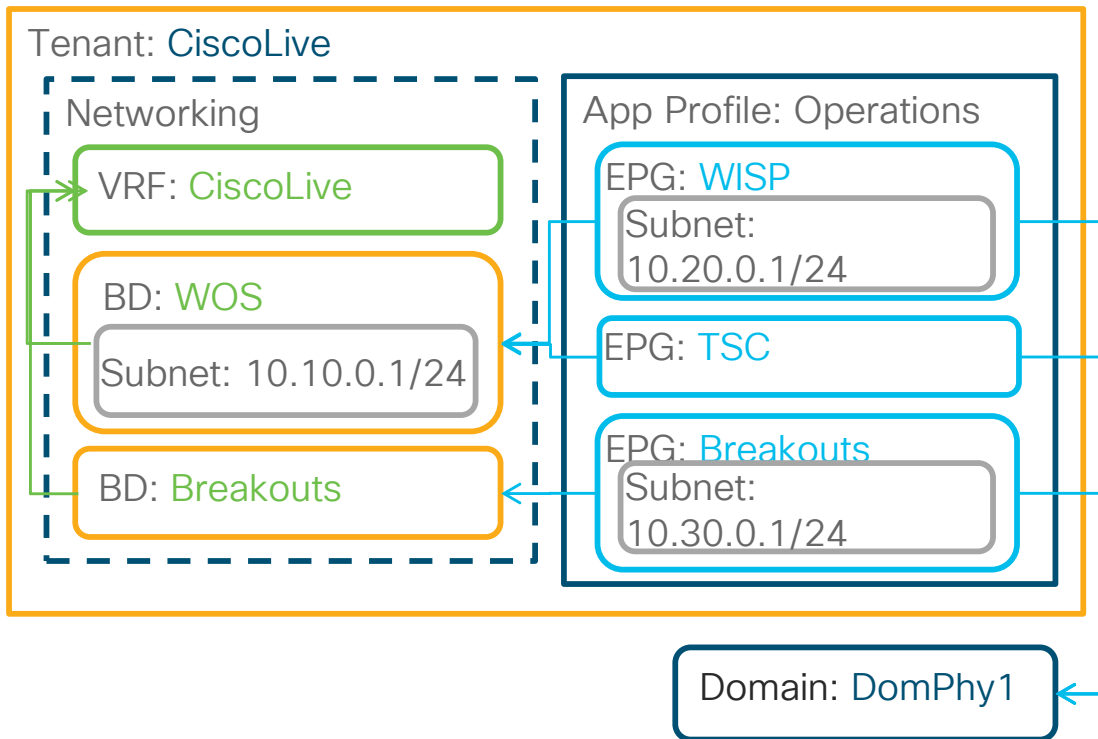 Tenant: CiscoLive
Networking
VRF: CiscoLive
BD: WOS
Subnet: 10.10.0.1/24
BD: Breakouts
App Profile: Operations
EPG: WISP
Subnet:
10.20.0.1/24
EPG: TSC
EPG: Breakouts
Subnet:
10.30.0.1/24
Domain: DomPhy1